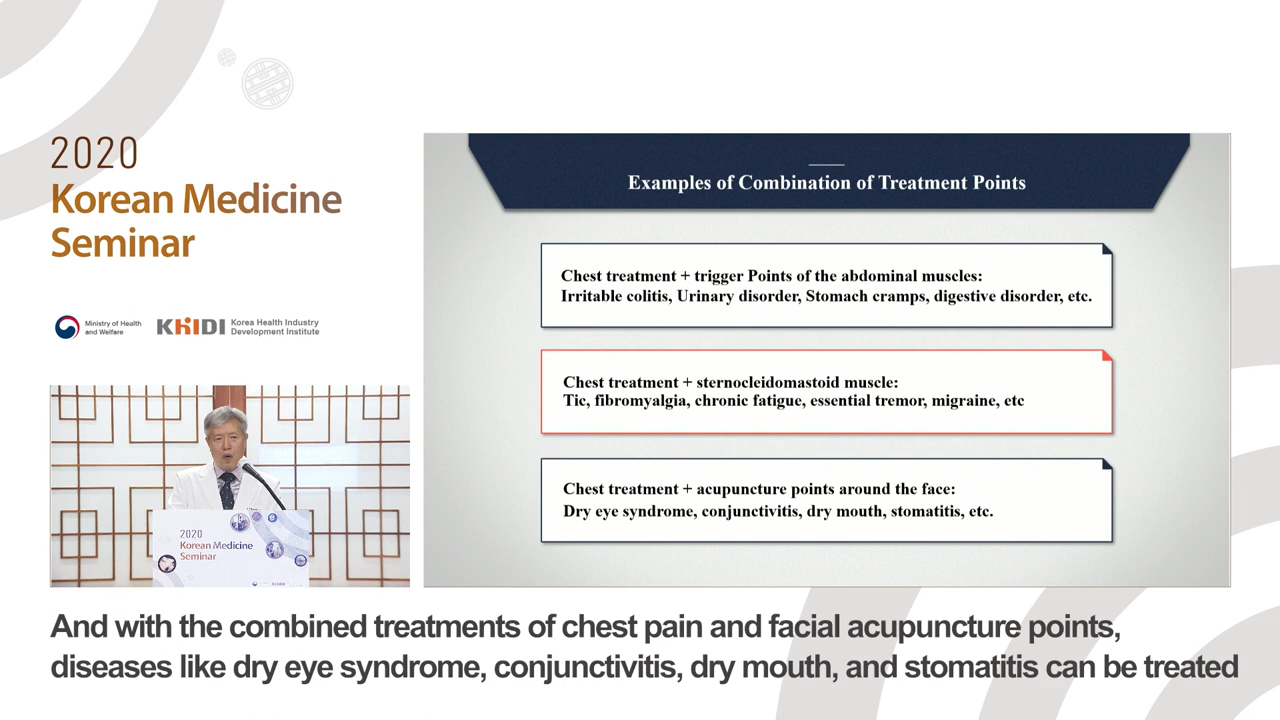 2020
Korean Medicine
Seminar
Ministry of Health
and Welfare
KHIDI
Korea Health Industry
Development Institute
Examples of Combination of Treatment Points
Chest treatment + trigger Points of the abdominal muscles:
Irritable colitis, Urinary disorder, Stomach cramps, digestive disorder, etc.
Chest treatment + sternocleidomastoid muscle:
Tic, fibromyalgia, chronic fatigue, essential tremor, migraine, etc
Chest treatment + acupuncture points around the face:
Dry eye syndrome, conjunctivitis, dry mouth, stomatitis, etc.
2020
Korean Medicine
Seminar
And with the combined treatments of chest pain and facial acupuncture points,
diseases like dry eye syndrome, conjunctivitis, dry mouth, and stomatitis can be treated